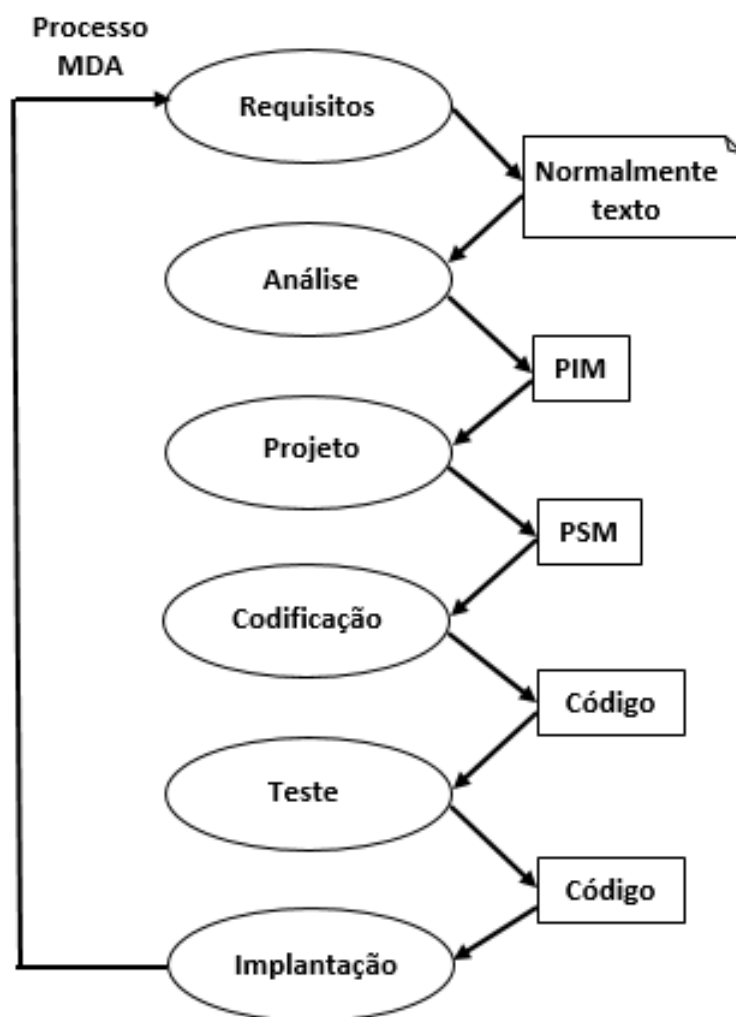 Processo
MDA
Requisitos
Normalmente
texto
Análise
PIM
Projeto
PSM
Codificação
Código
Teste
Código
Implantação